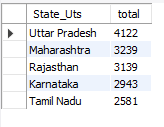 State_Uts total
Uttar Pradesh 4122
Maharashtra 3239
Rajasthan 3139
Karnataka 2943
Tamil Nadu 2581